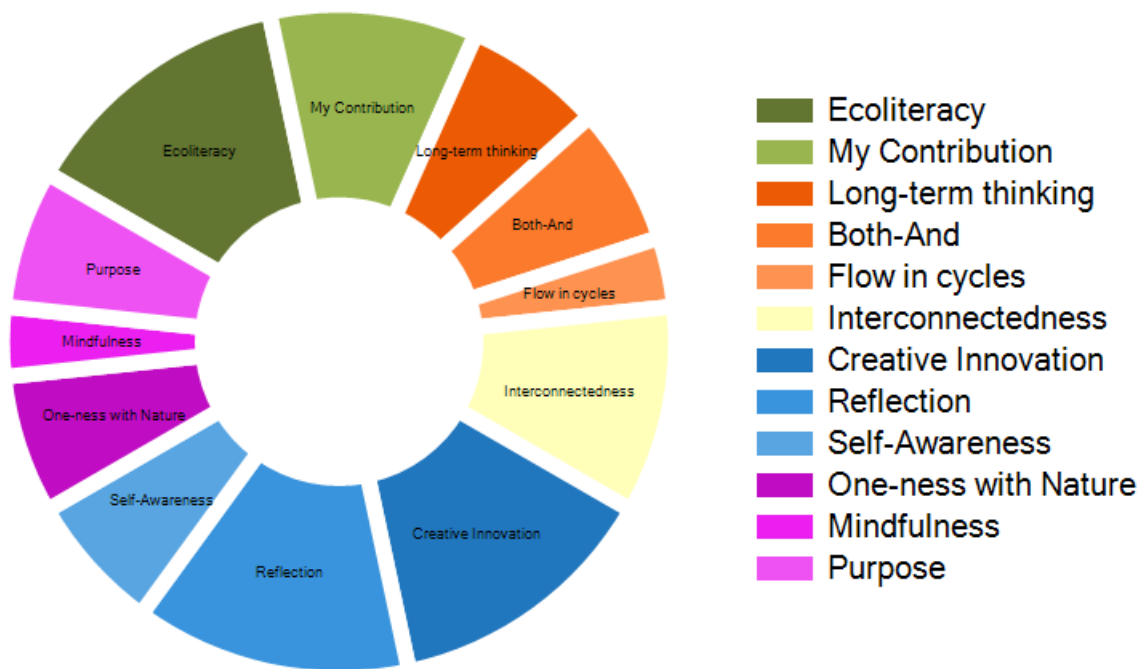 My Contribution
Ecoliteracy
Long-term thinking
Both-And
Purpose
Flow in cycles
Mindfulness
Interconnectedness
One-ness with Nature
Self-Awareness
Creative Innovation
Reflection
Ecoliteracy
My Contribution
Long-term thinking
Both-And
Flow in cycles
Interconnectedness
Creative Innovation
Reflection
Self-Awareness
One-ness with Nature
Mindfulness
Purpose